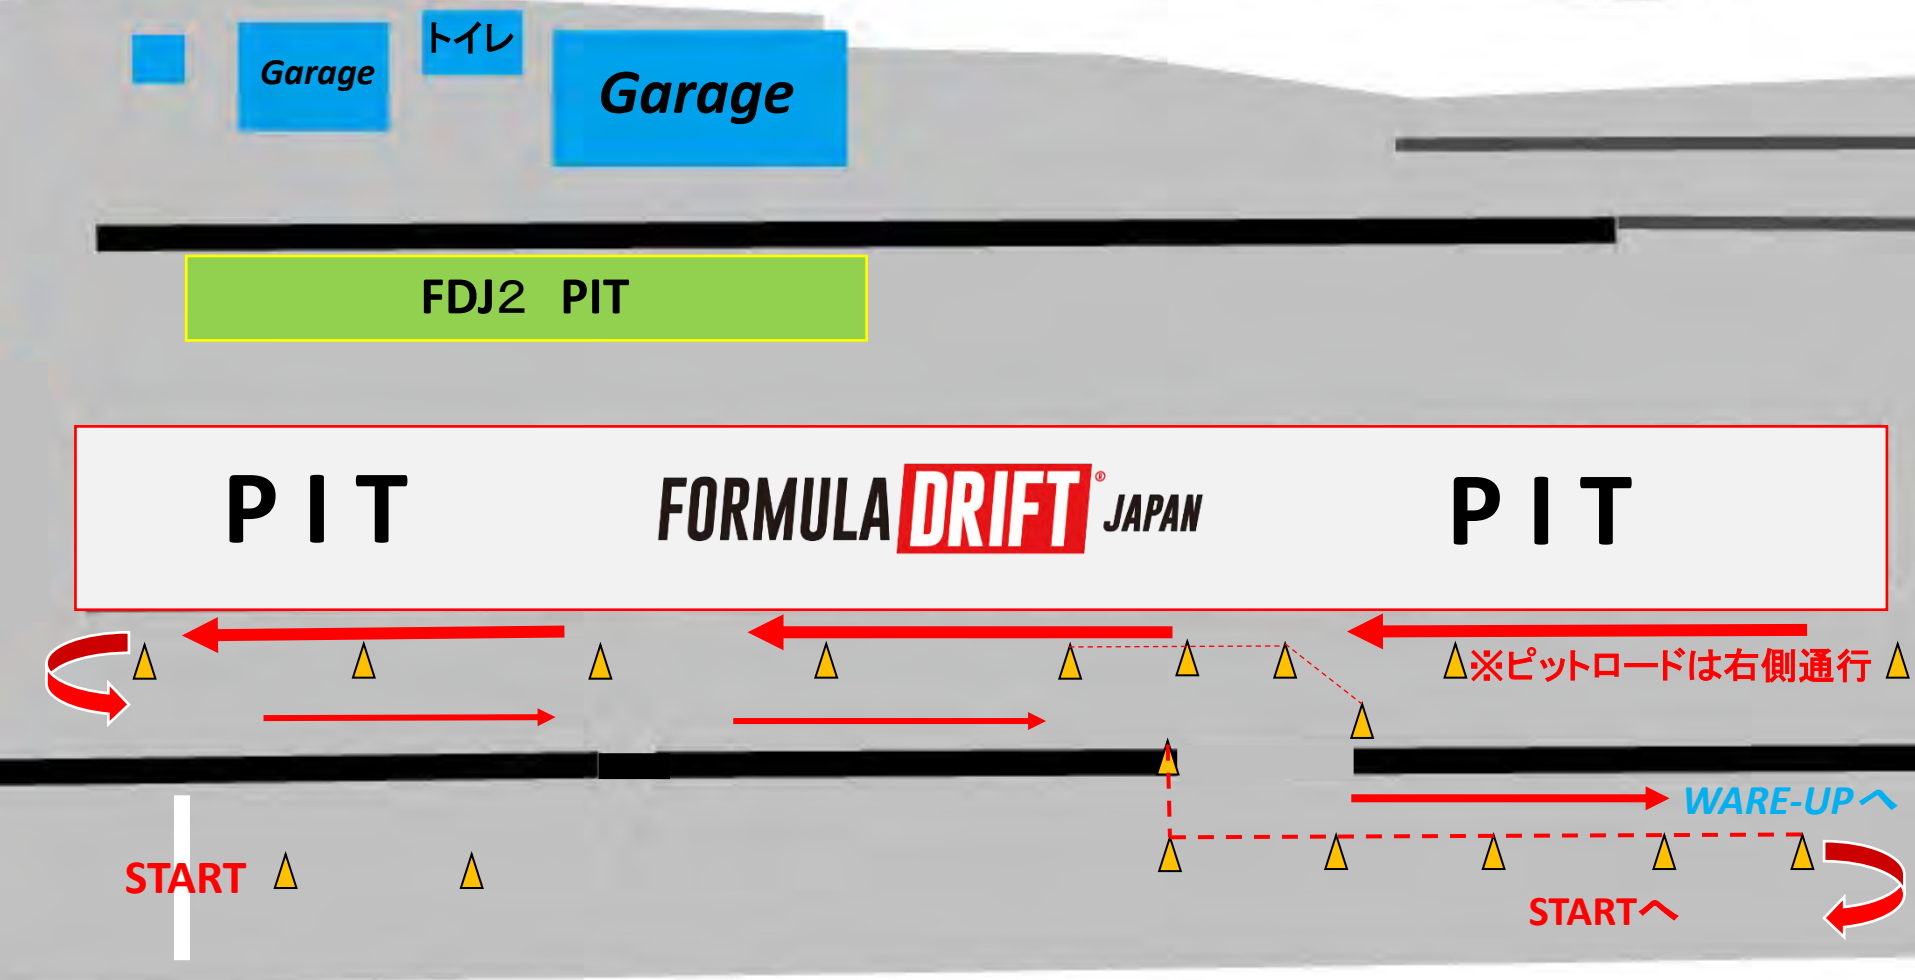 トイレ
Garage
Garage
FDJ２　PIT
PIT
FORMULA DRIFT® JAPAN
PIT
※ピットロードは右側通行
WARE-UPへ
START
STARTへ